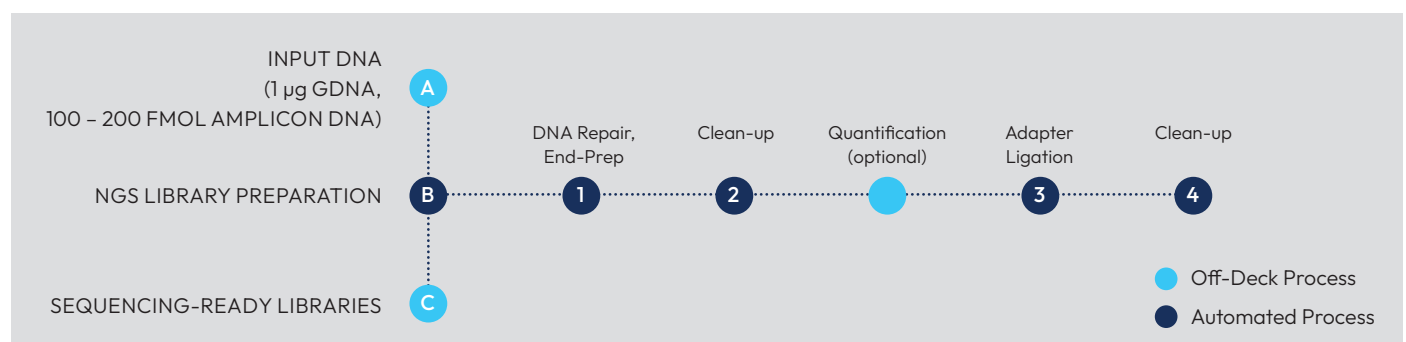 INPUT DNA
(1 µg GDNA,
100 – 200 FMOL AMPLICON DNA)
A
DNA Repair,
End-Prep
Clean-up
Quantification
(optional)
Adapter
Ligation
Clean-up
NGS LIBRARY PREPARATION
B
1
2
3
4
SEQUENCING-READY LIBRARIES
C
Off-Deck Process
Automated Process